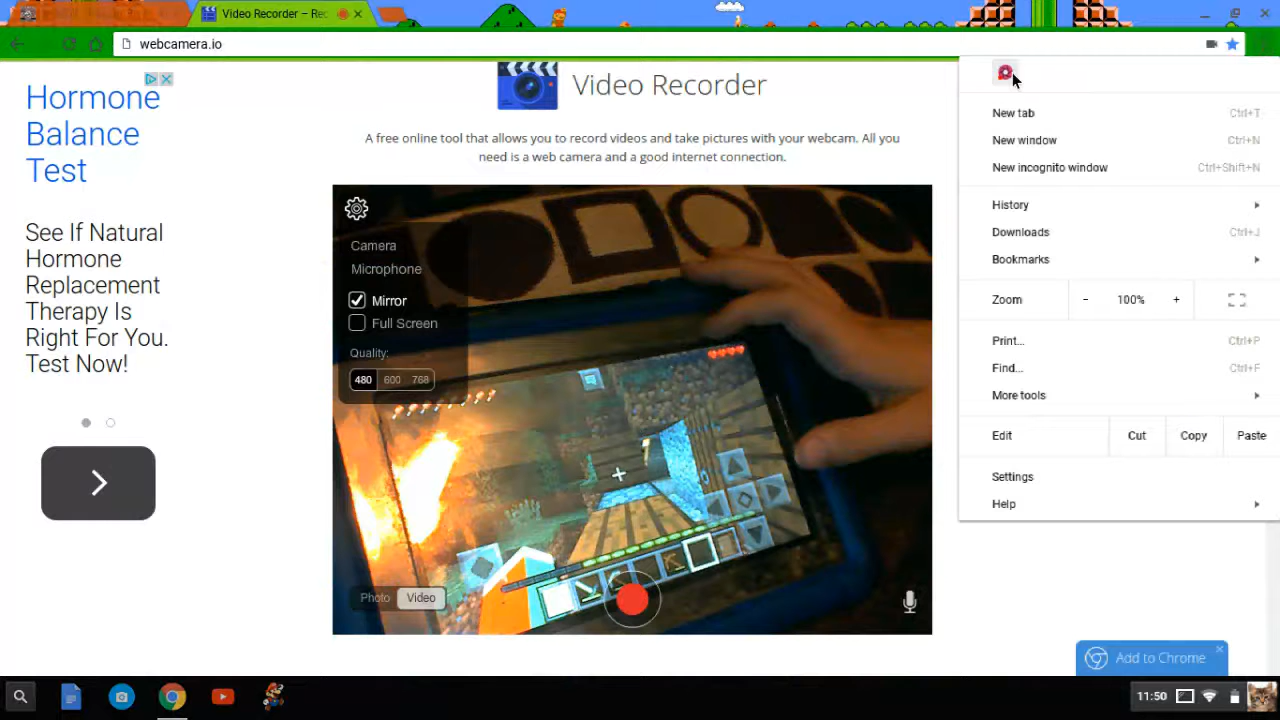 Video Recorder – Rec
webcamera.io
Hormone
Balance
Test
See If Natural
Hormone
Replacement
Therapy Is
Right For You.
Test Now!
Video Recorder
A free online tool that allows you to record videos and take pictures with your webcam. All you
need is a web camera and a good internet connection.
Camera
Microphone
Mirror
Full Screen
Quality:
480 600 768
Photo Video
New tab Ctrl+T
New window Ctrl+N
New incognito window Ctrl+Shift+N
History
Downloads Ctrl+J
Bookmarks
Zoom - 100% +
Print... Ctrl+P
Find... Ctrl+F
More tools
Edit Cut Copy Paste
Settings
Help
Add to Chrome
11:50